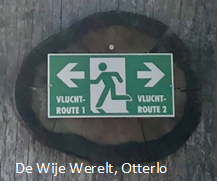 VLUCHT-
ROUTE 1
VLUCHT-
ROUTE 2
De Wije Werelt, Otterlo